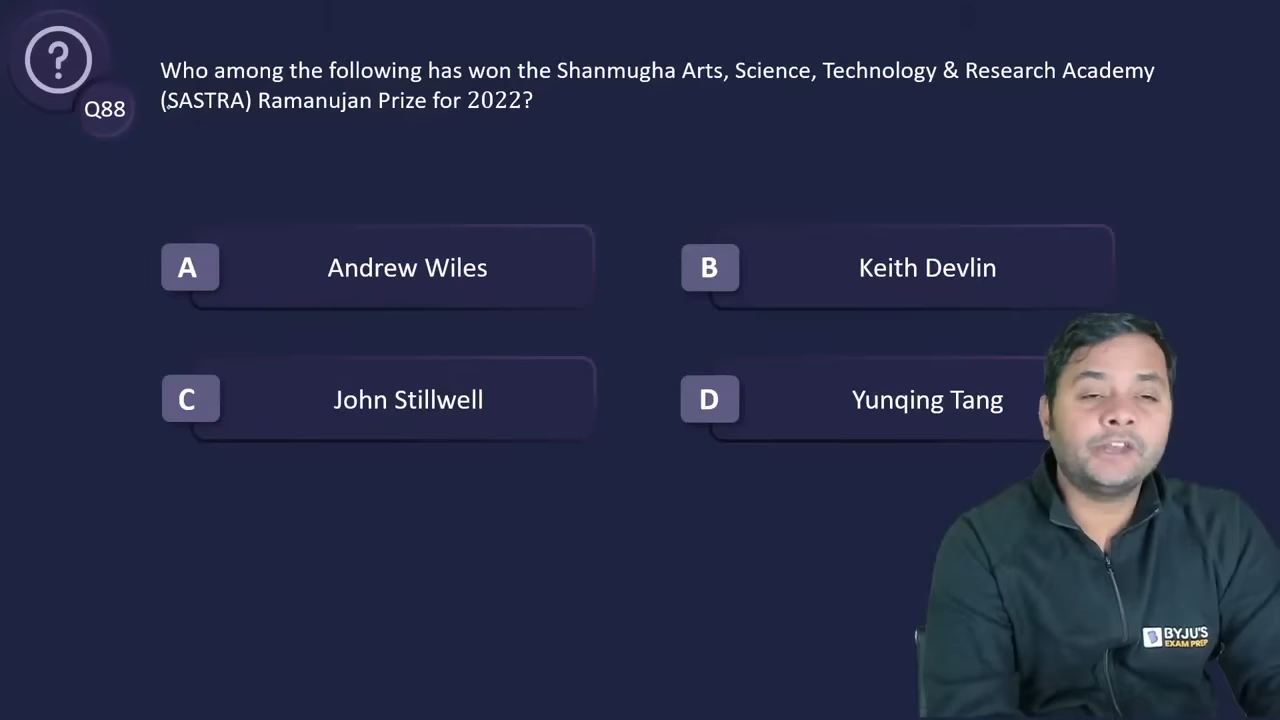 ?
Q88
Who among the following has won the Shanmugha Arts, Science, Technology & Research Academy
(SASTRA) Ramanujan Prize for 2022?
A Andrew Wiles
B Keith Devlin
C John Stillwell
D Yunqing Tang
BYJU'S
EXAM PREP